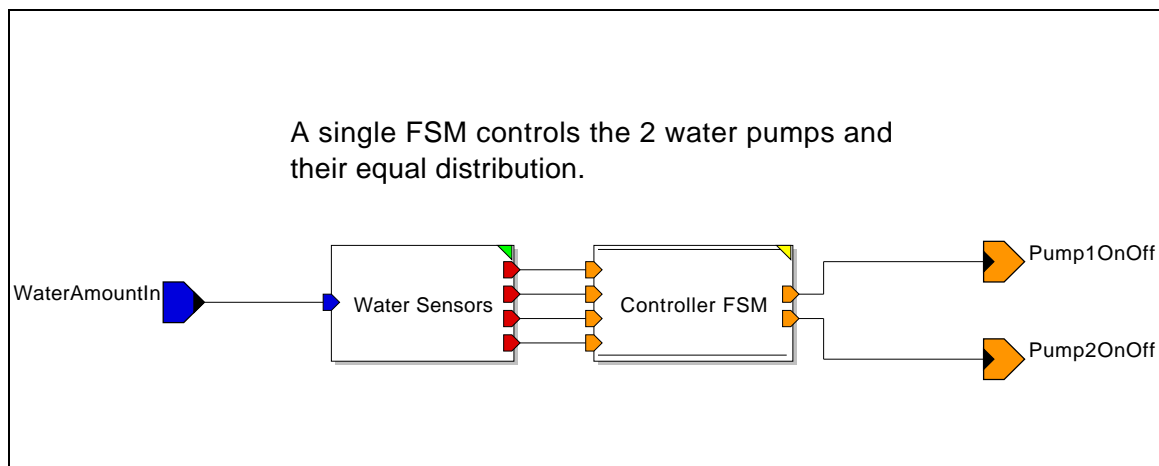 A single FSM controls the 2 water pumps and
their equal distribution.
WaterAmountIn
Water Sensors
Controller FSM
Pump1OnOff
Pump2OnOff